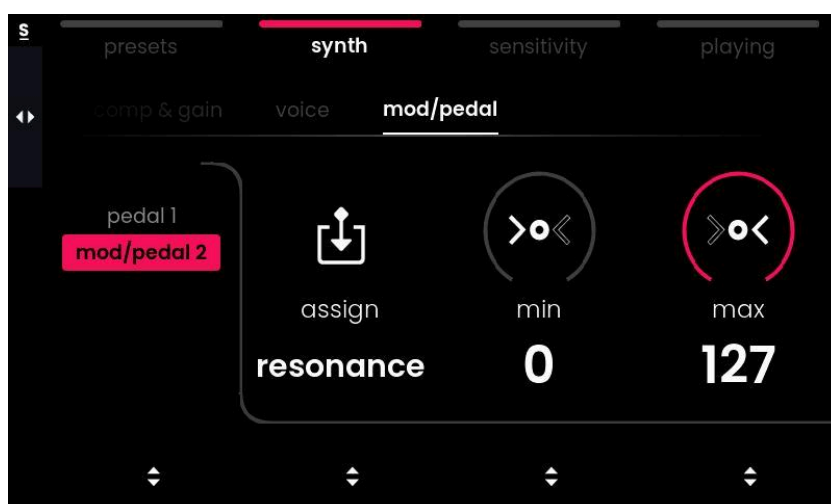 S
presets synth sensitivity playing
comp & gain voice mod/pedal
pedal 1
mod/pedal 2
assign min max
resonance 0 127